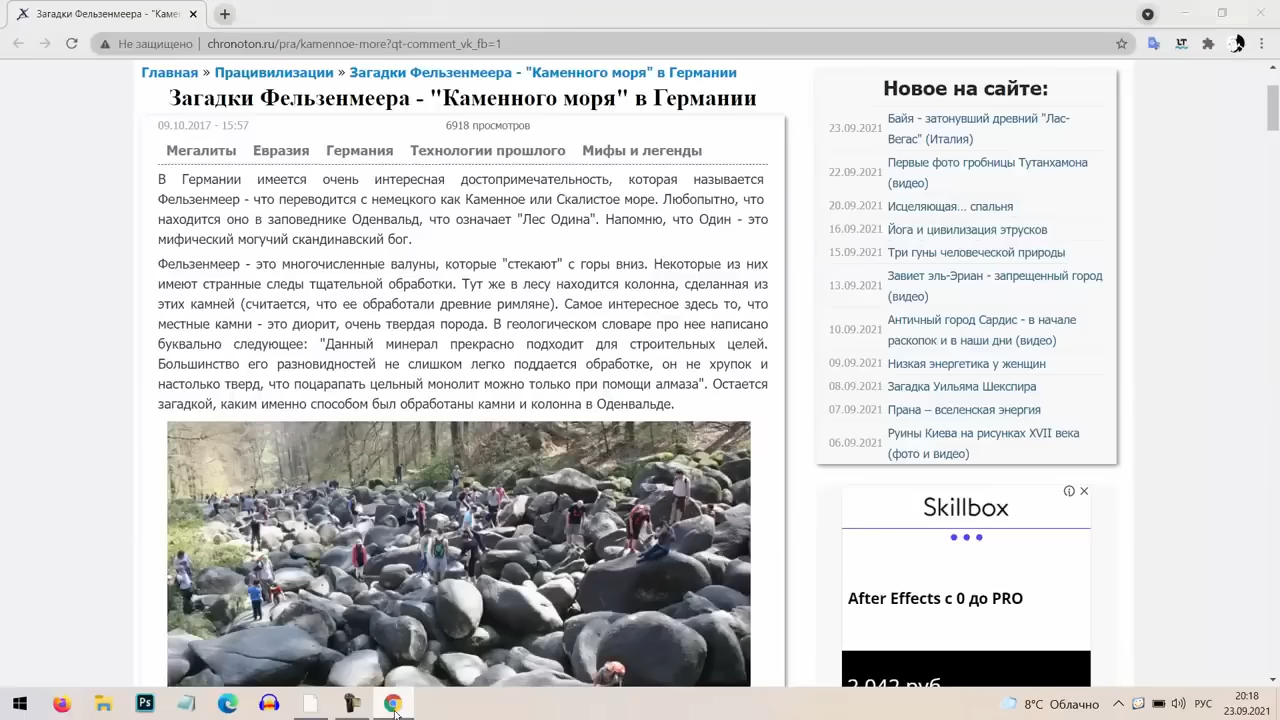 Загадки Фельзенмеера - "Камен
Не защищено | chronoton.ru/pra/kamennoe-more?qt-comment_vk_fb=1
Главная » Працивилизации » Загадки Фельзенмеера - "Каменного моря" в Германии
Загадки Фельзенмеера - "Каменного моря" в Германии
09.10.2017 - 15:57
6918 просмотров
Мегалиты Евразия Германия Технологии прошлого Мифы и легенды
В Германии имеется очень интересная достопримечательность, которая называется
Фельзенмеер - что переводится с немецкого как Каменное или Скалистое море. Любопытно, что
находится оно в заповеднике Оденвальд, что означает "Лес Одина". Напомню, что Один - это
мифический могучий скандинавский бог.
Фельзенмеер - это многочисленные валуны, которые "стекают" с горы вниз. Некоторые из них
имеют странные следы тщательной обработки. Тут же в лесу находится колонна, сделанная из
этих камней (считается, что ее обработали древние римляне). Самое интересное здесь то, что
местные камни - это диорит, очень твердая порода. В геологическом словаре про нее написано
буквально следующее: "Данный минерал прекрасно подходит для строительных целей.
Большинство его разновидностей не слишком легко поддается обработке, он не хрупок и
настолько тверд, что поцарапать цельный монолит можно только при помощи алмаза". Остается
загадкой, каким именно способом был обработаны камни и колонна в Оденвальде.
Новое на сайте:
23.09.2021 Байя - затонувший древний "Лас-
Вегас" (Италия)
22.09.2021 Первые фото гробницы Тутанхамона
(видео)
20.09.2021 Исцеляющая... спальня
16.09.2021 Йога и цивилизация этрусков
15.09.2021 Три гуны человеческой природы
13.09.2021 Завиет эль-Эриан - запрещенный город
(видео)
10.09.2021 Античный город Сардис - в начале
раскопок и в наши дни (видео)
09.09.2021 Низкая энергетика у женщин
08.09.2021 Загадка Уильяма Шекспира
07.09.2021 Прана – вселенская энергия
06.09.2021 Руины Киева на рисунках XVII века
(фото и видео)
Skillbox
After Effects с 0 до PRO
2 042 руб
Ps
8°C Облачно
РУС
20:18
23.09.2021